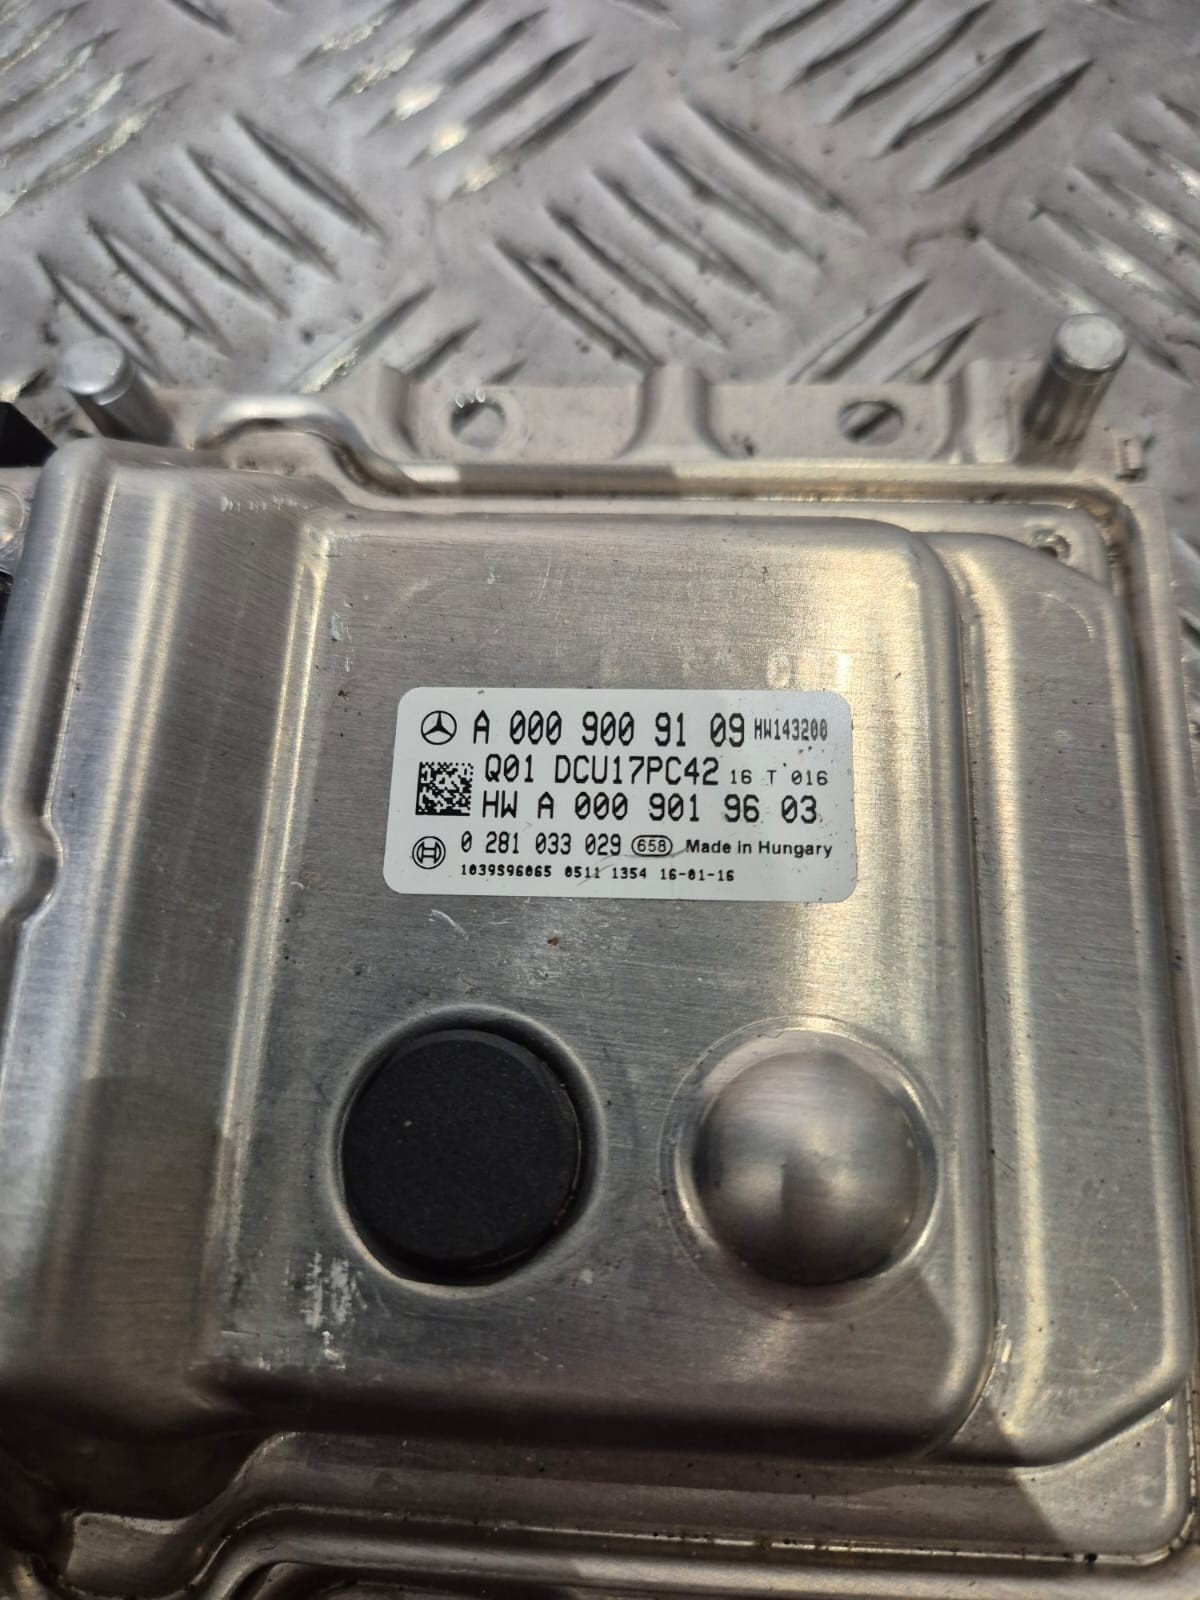 A 000 900 91 09 HW143200
Q01 DCU17PC42 16 T 016
HW A 000 901 96 03
0 281 033 029 658 Made in Hungary
1039S96065 0511 1354 16-01-16